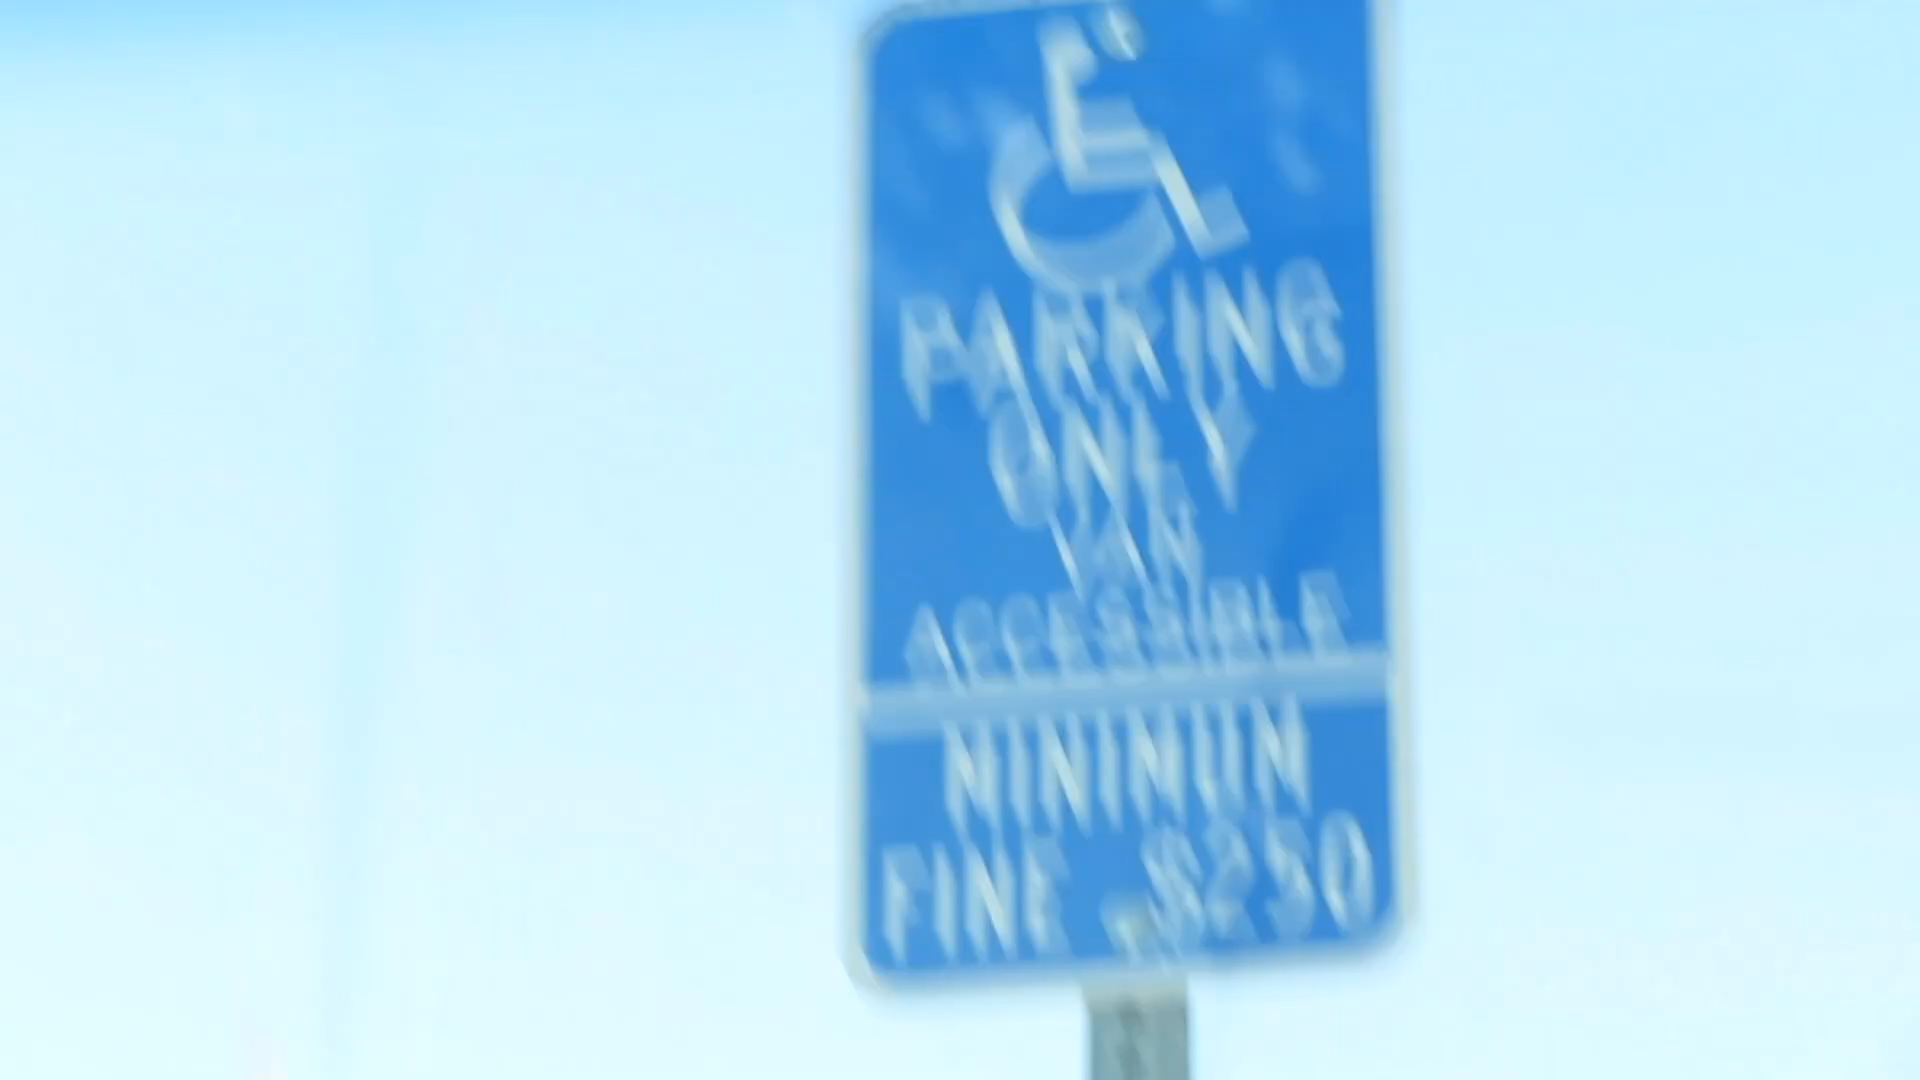 PARKING
ONLY
VAN
ACCESSIBLE
MINIMUM
FINE $250